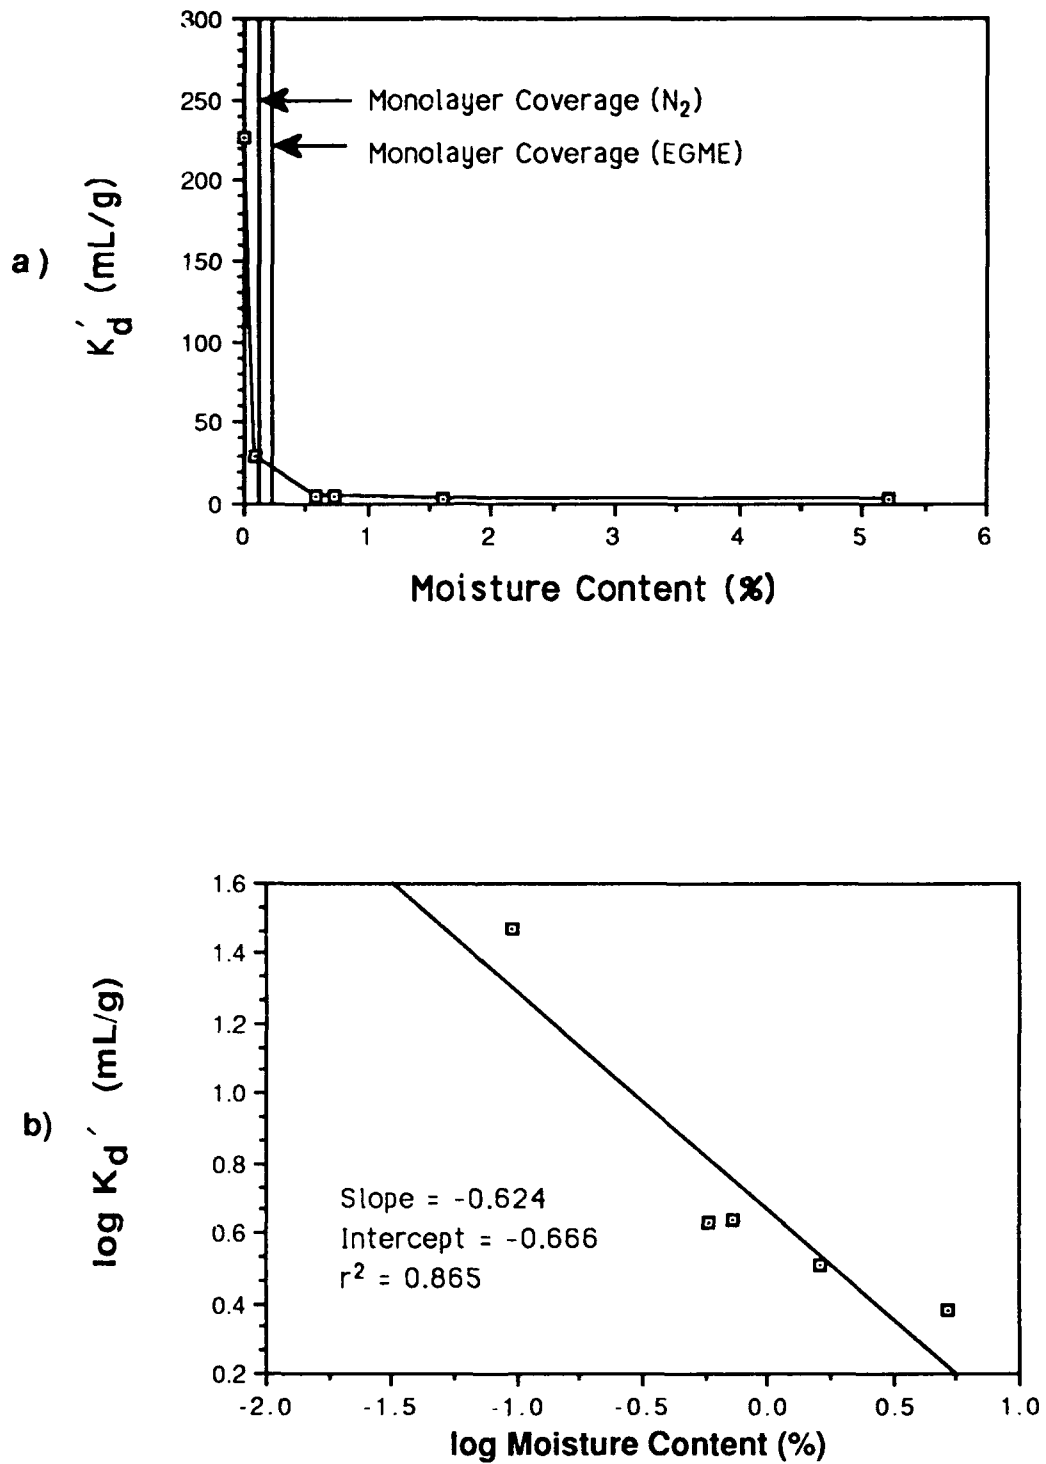 a)
K'd (mL/g)
300
250
200
150
100
50
0
Monolayer Coverage (N2)
Monolayer Coverage (EGME)
0 1 2 3 4 5 6
Moisture Content (%)
b)
log Kd' (mL/g)
1.6
1.4
1.2
1.0
0.8
0.6
0.4
0.2
Slope = -0.624
Intercept = -0.666
r2 = 0.865
-2.0 -1.5 -1.0 -0.5 0.0 0.5 1.0
log Moisture Content (%)